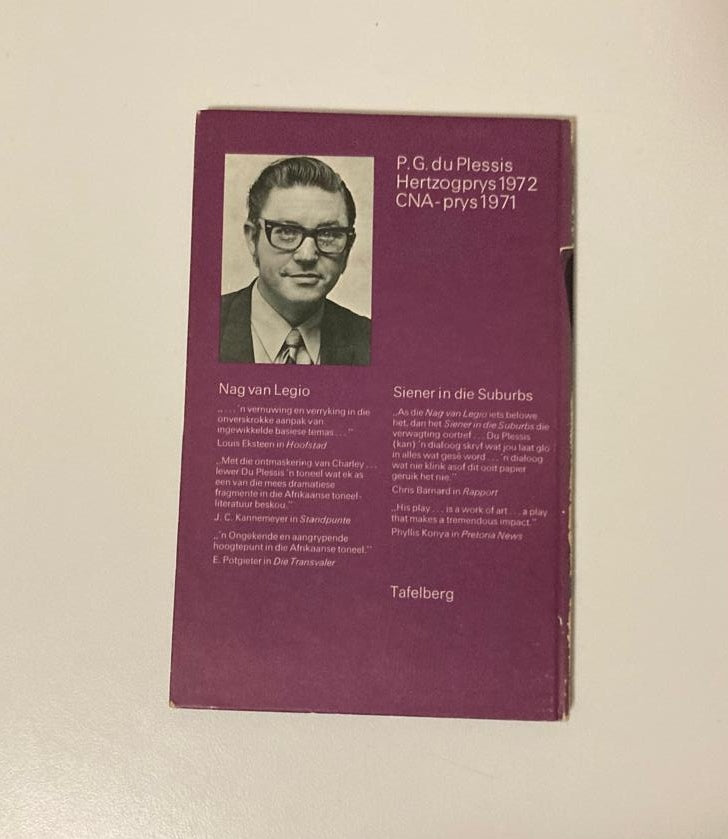 P.G. du Plessis
Hertzogprys 1972
CNA-prys 1971
Nag van Legio
„. . . 'n vernuwing en verryking in die
onverskrokke aanpak van
ingewikkelde basiese temas . . .”
Louis Eksteen in Hoofstad
„Met die ontmaskering van Charley . . .
lewer Du Plessis 'n toneel wat ek as
een van die mees dramatiese
fragmente in die Afrikaanse toneel-
literatuur beskou.”
J. C. Kannemeyer in Standpunte
„'n Ongekende en aangrypende
hoogtepunt in die Afrikaanse toneel.”
E. Potgieter in Die Transvaler
Siener in die Suburbs
„As die Nag van Legio iets belowe
het, dan het Siener in die Suburbs die
verwagting oortref . . . Du Plessis
(kan) 'n dialoog skryf wat jou laat glo
in alles wat gesê word . . . 'n dialoog
wat nie klink asof dit ooit papier
geruik het nie.”
Chris Barnard in Rapport
„His play . . . is a work of art . . . a play
that makes a tremendous impact.”
Phyllis Konya in Pretoria News
Tafelberg